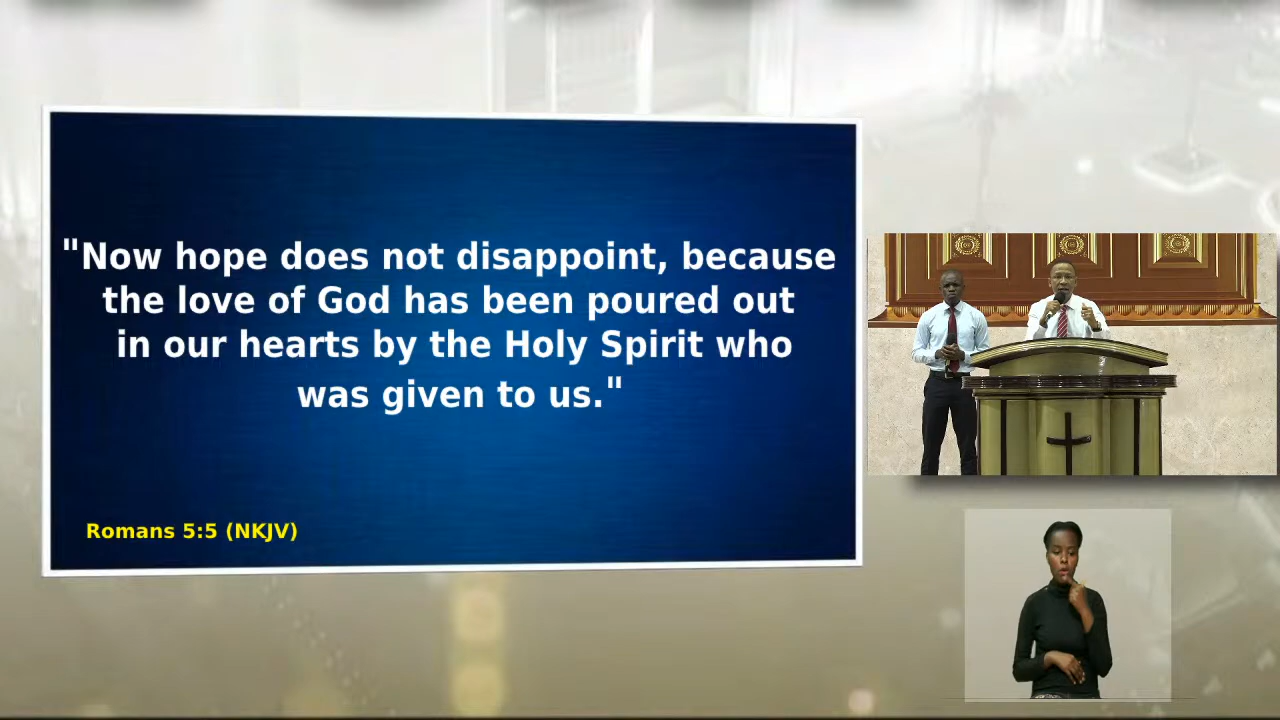 "Now hope does not disappoint, because
the love of God has been poured out
in our hearts by the Holy Spirit who
was given to us."
Romans 5:5 (NKJV)